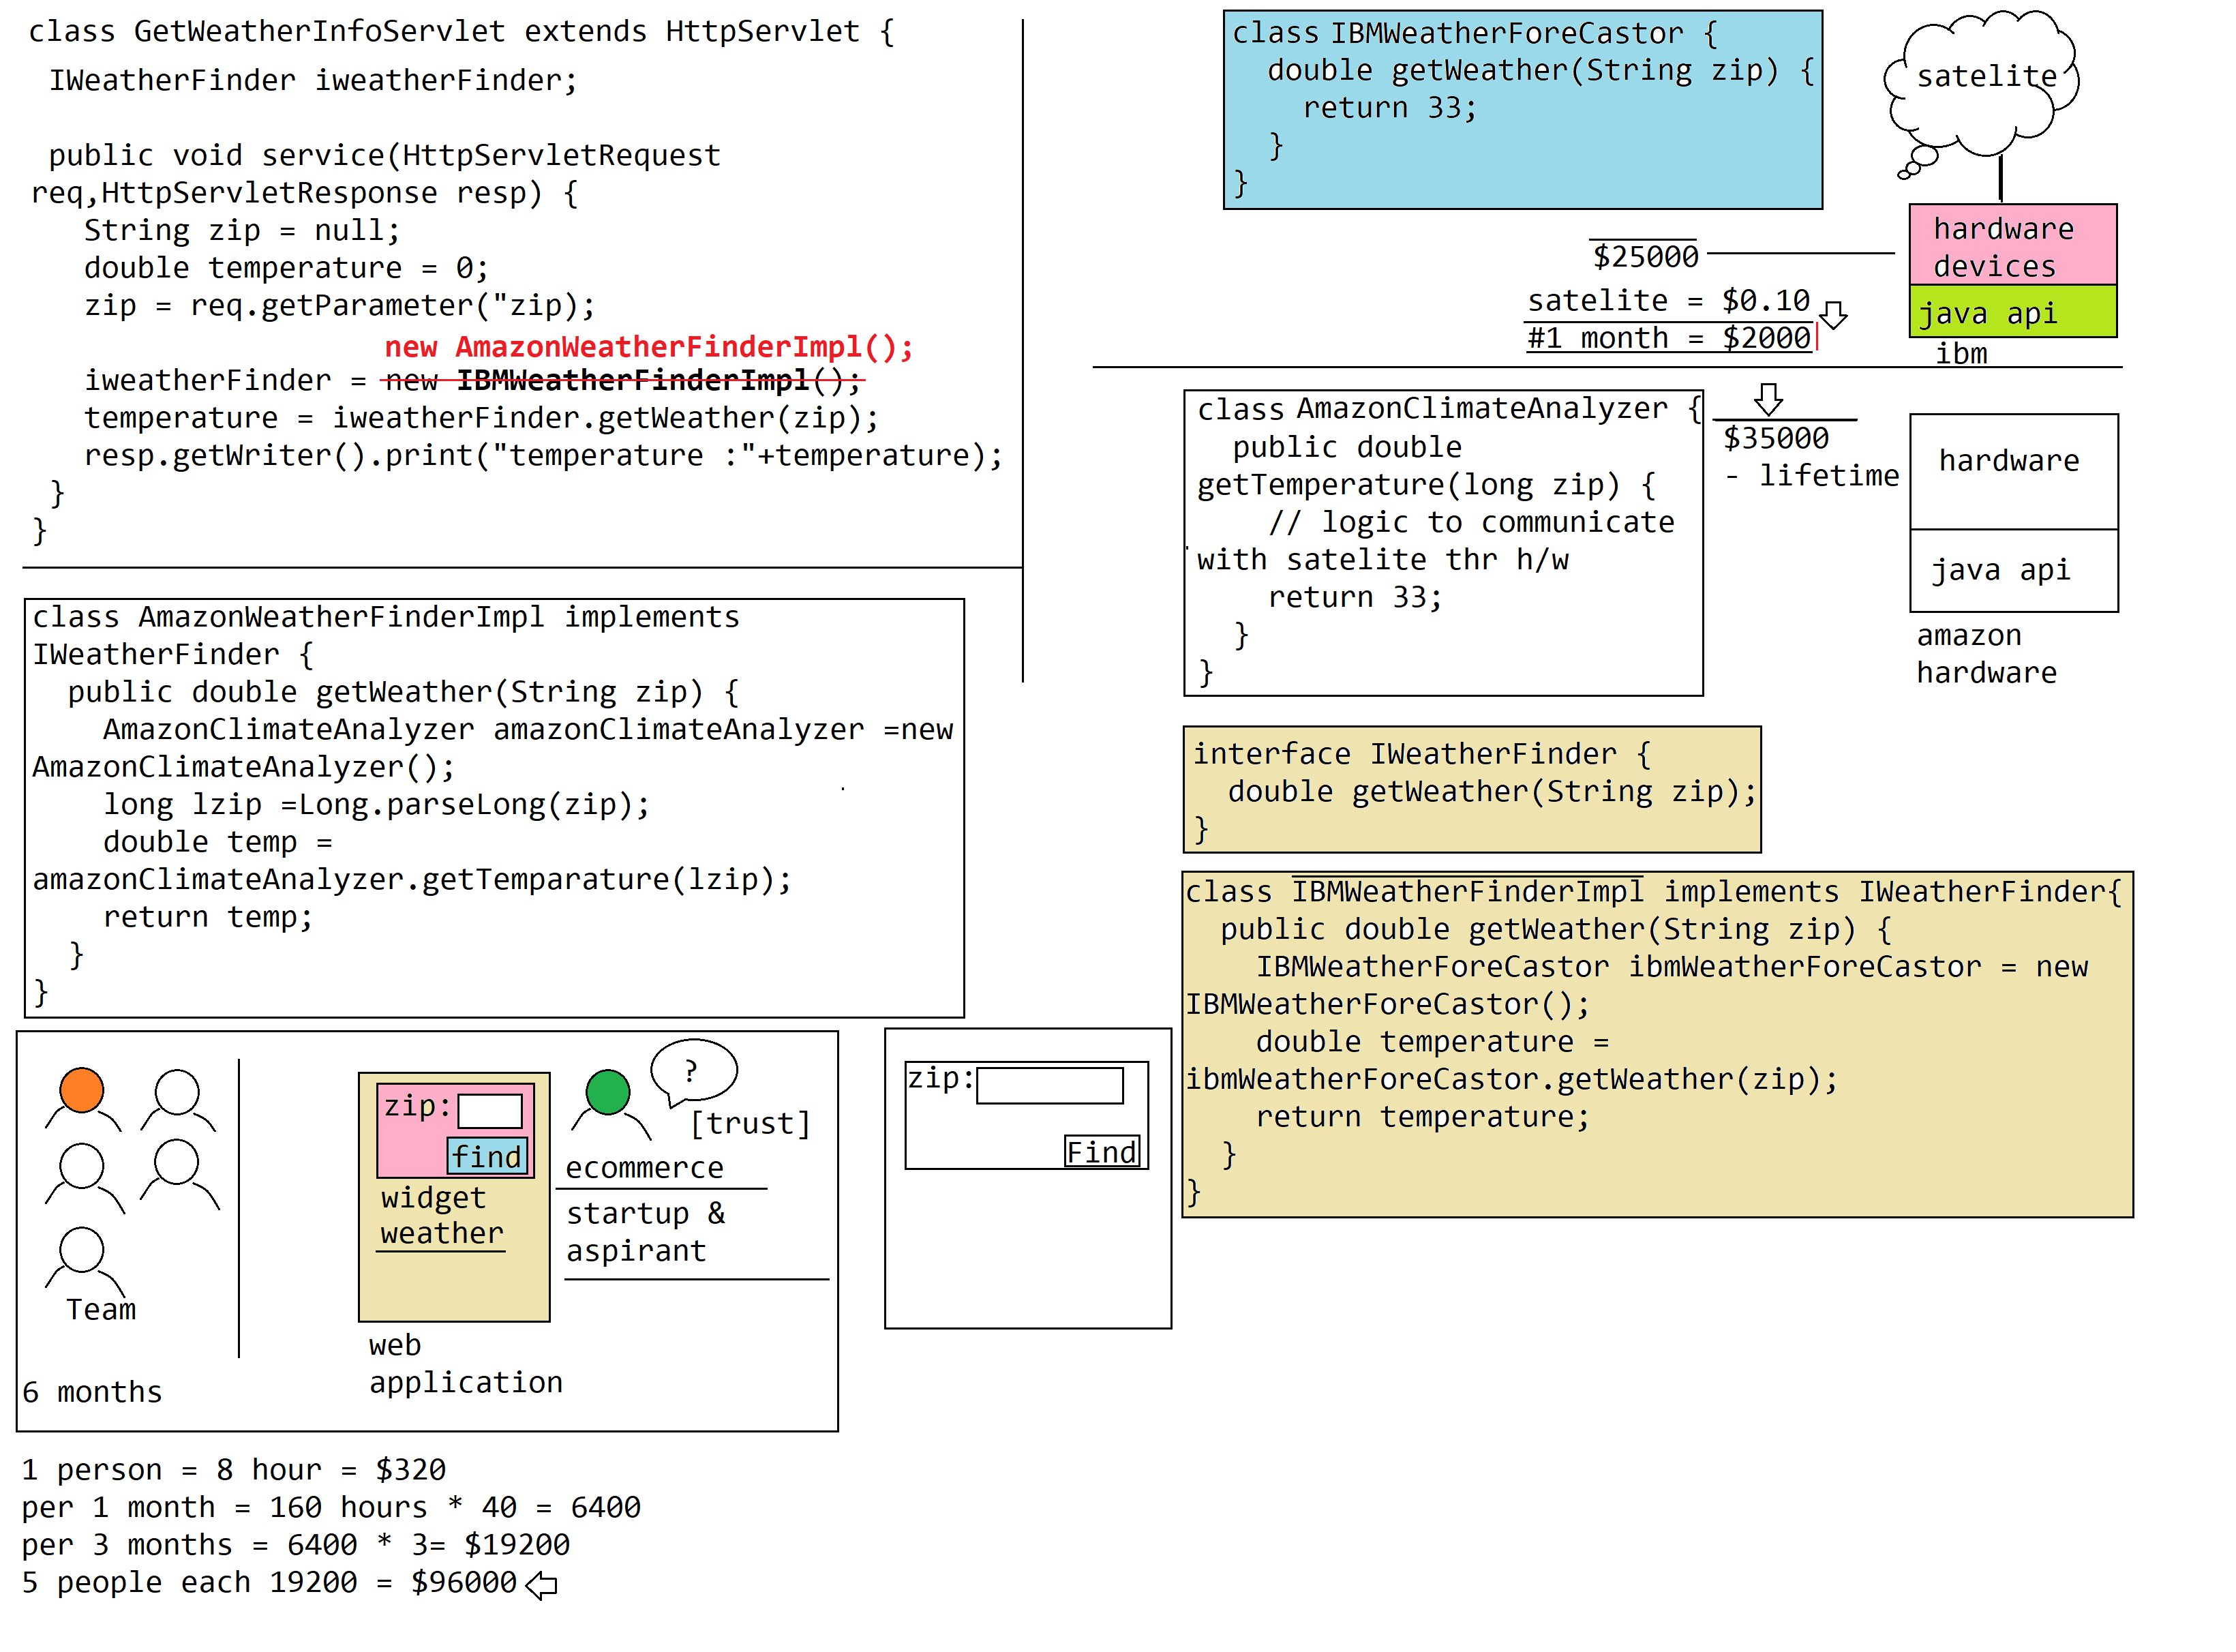 class GetWeatherInfoServlet extends HttpServlet {
IWeatherFinder iweatherFinder;
public void service(HttpServletRequest
req,HttpServletResponse resp) {
String zip = null;
double temperature = 0;
zip = req.getParameter("zip);
new AmazonWeatherFinderImpl();
iweatherFinder = new IBMWeatherFinderImpl();
temperature = iweatherFinder.getWeather(zip);
resp.getWriter().print("temperature :"+temperature);
}
}
class AmazonWeatherFinderImpl implements
IWeatherFinder {
public double getWeather(String zip) {
AmazonClimateAnalyzer amazonClimateAnalyzer =new
AmazonClimateAnalyzer();
long lzip =Long.parseLong(zip);
double temp =
amazonClimateAnalyzer.getTemparature(lzip);
return temp;
}
}
class IBMWeatherForeCastor {
double getWeather(String zip) {
return 33;
}
}
satelite
hardware
devices
java api
ibm
$25000
satelite = $0.10
#1 month = $2000
class AmazonClimateAnalyzer {
public double
getTemperature(long zip) {
// logic to communicate
with satelite thr h/w
return 33;
}
}
$35000
- lifetime
hardware
java api
amazon
hardware
interface IWeatherFinder {
double getWeather(String zip);
}
class IBMWeatherFinderImpl implements IWeatherFinder{
public double getWeather(String zip) {
IBMWeatherForeCastor ibmWeatherForeCastor = new
IBMWeatherForeCastor();
double temperature =
ibmWeatherForeCastor.getWeather(zip);
return temperature;
}
}
Team
6 months
zip:
find
widget
weather
web
application
?
[trust]
ecommerce
startup &
aspirant
zip:
Find
1 person = 8 hour = $320
per 1 month = 160 hours * 40 = 6400
per 3 months = 6400 * 3= $19200
5 people each 19200 = $96000